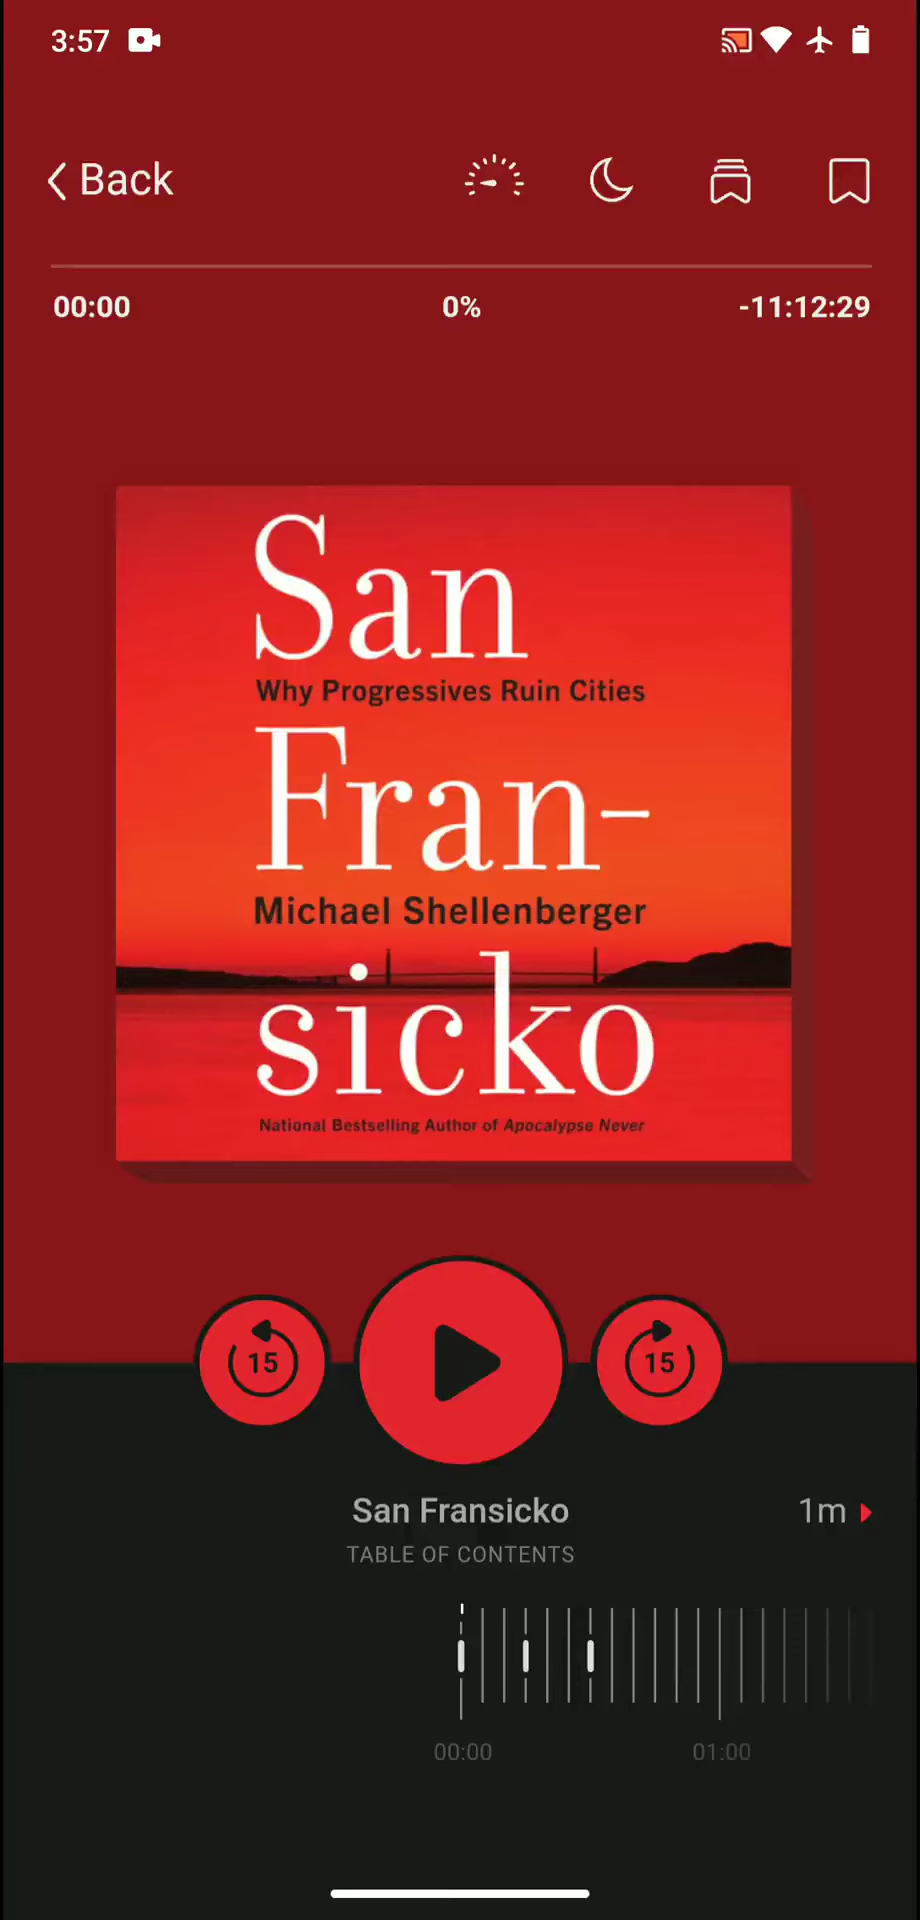 3:57
Back
00:00 0% -11:12:29
San
Why Progressives Ruin Cities
Fran-
Michael Shellenberger
sicko
National Bestselling Author of Apocalypse Never
15 15
San Fransicko 1m
TABLE OF CONTENTS
00:00 01:00